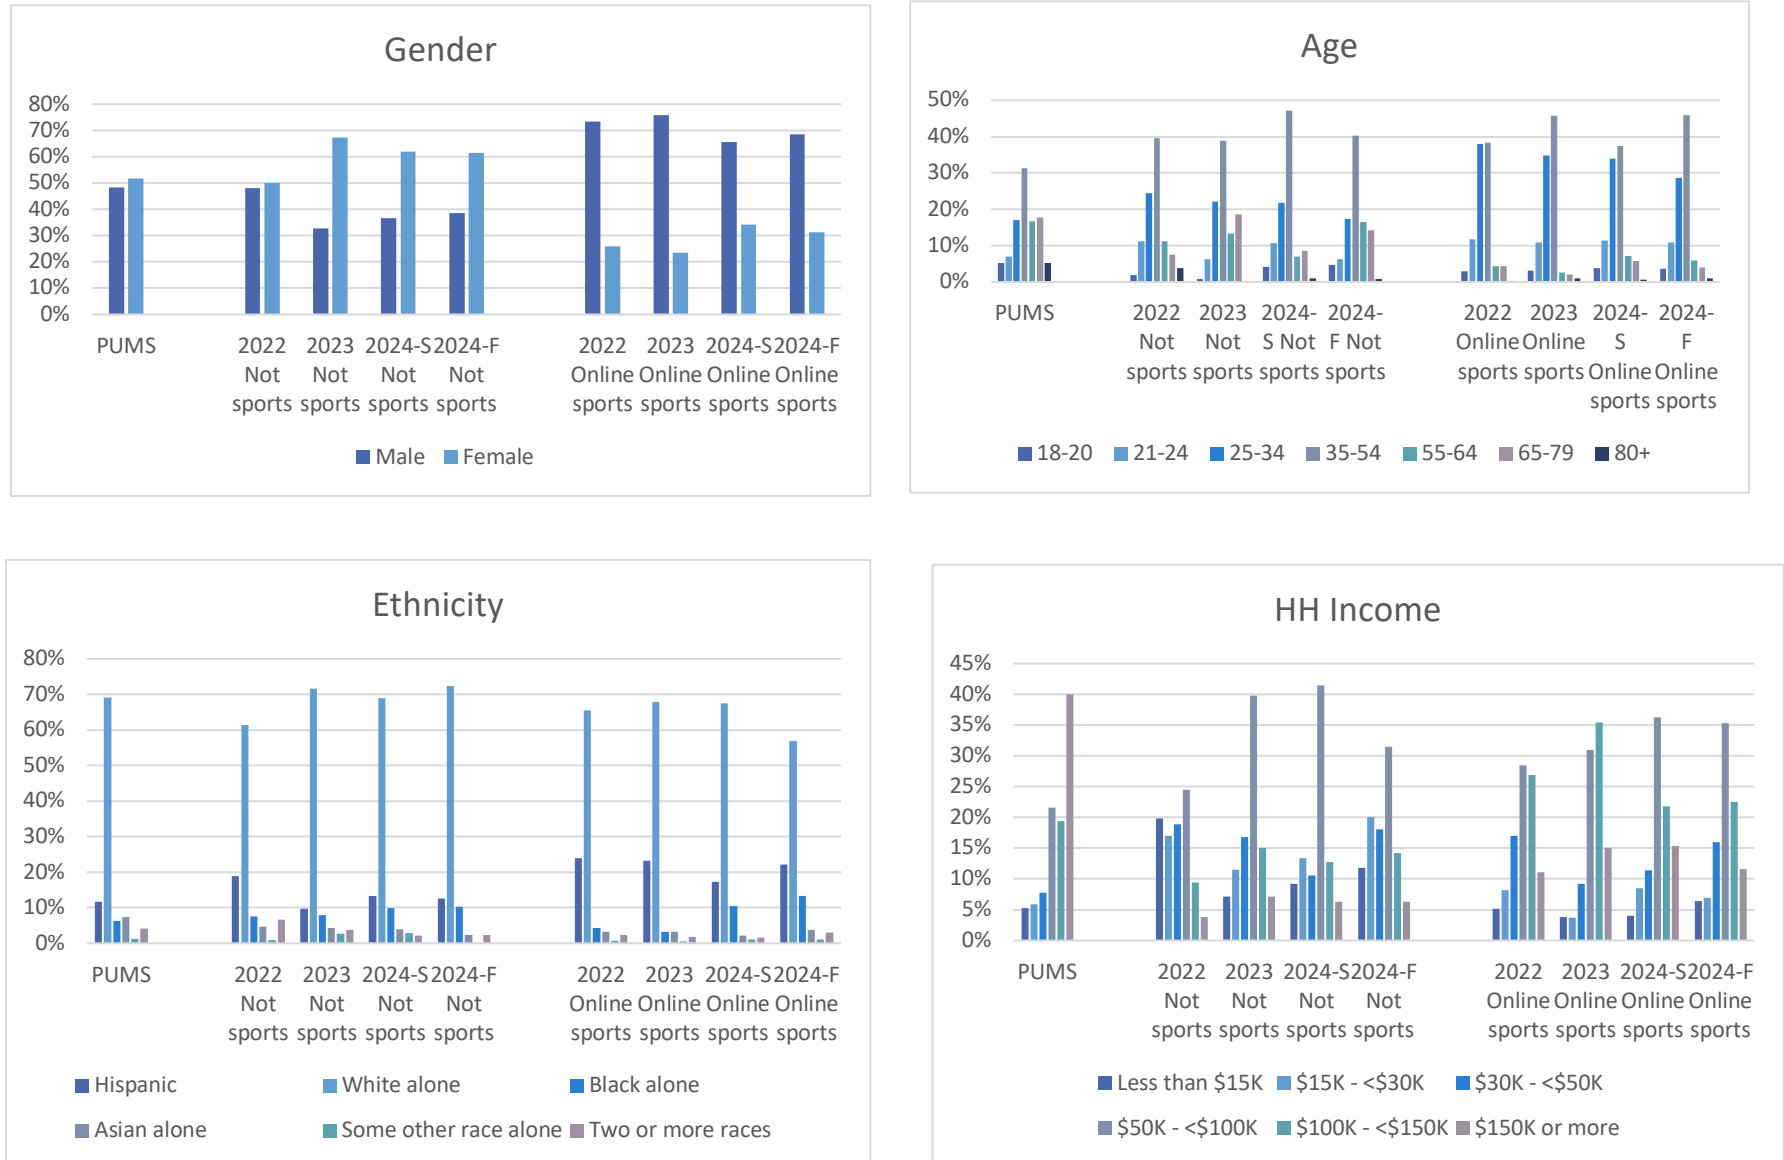 Gender
80%
70%
60%
50%
40%
30%
20%
10%
0%
PUMS
2022 2023 2024-S 2024-F 2022 2023 2024-S 2024-F
Not Not Not Not Online Online Online Online
sports sports sports sports sports sports sports sports
Male Female
Age
50%
40%
30%
20%
10%
0%
PUMS 2022 2023 2024- 2024- 2022 2023 2024- 2024-
Not Not S Not F Not Online Online S F
sports sports sports sports sports sports Online Online
sports sports
18-20 21-24 25-34 35-54 55-64 65-79 80+
Ethnicity
80%
70%
60%
50%
40%
30%
20%
10%
0%
PUMS 2022 2023 2024-S 2024-F 2022 2023 2024-S 2024-F
Not Not Not Not Online Online Online Online
sports sports sports sports sports sports sports sports
Hispanic White alone Black alone
Asian alone Some other race alone Two or more races
HH Income
45%
40%
35%
30%
25%
20%
15%
10%
5%
0%
PUMS 2022 2023 2024-S 2024-F 2022 2023 2024-S 2024-F
Not Not Not Not Online Online Online Online
sports sports sports sports sports sports sports sports
Less than $15K $15K - <$30K $30K - <$50K
$50K - <$100K $100K - <$150K $150K or more